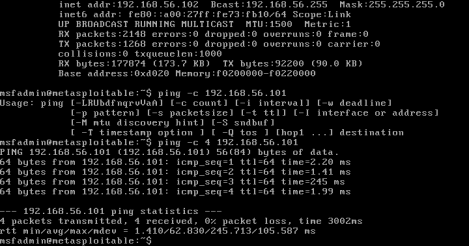 inet addr:192.168.56.102  Bcast:192.168.56.255  Mask:255.255.255.0
inet6 addr: fe80::a00:27ff:fe73:fb10/64 Scope:Link
UP BROADCAST RUNNING MULTICAST  MTU:1500  Metric:1
RX packets:2148 errors:0 dropped:0 overruns:0 frame:0
TX packets:1268 errors:0 dropped:0 overruns:0 carrier:0
collisions:0 txqueuelen:1000
RX bytes:177874 (173.7 KB)  TX bytes:92200 (90.0 KB)
Base address:0xd020 Memory:f0200000-f0220000
msfadmin@metasploitable:~$ ping -c 192.168.56.101
Usage: ping [-LRUbdfnqrvVaA] [-c count] [-i interval] [-w deadline]
[-p pattern] [-s packetsize] [-t ttl] [-I interface or address]
[-M mtu discovery hint] [-S sndbuf]
[ -T timestamp option ] [ -Q tos ] [hop1 ...] destination
msfadmin@metasploitable:~$ ping -c 4 192.168.56.101
PING 192.168.56.101 (192.168.56.101) 56(84) bytes of data.
64 bytes from 192.168.56.101: icmp_seq=1 ttl=64 time=2.20 ms
64 bytes from 192.168.56.101: icmp_seq=2 ttl=64 time=1.41 ms
64 bytes from 192.168.56.101: icmp_seq=3 ttl=64 time=245 ms
64 bytes from 192.168.56.101: icmp_seq=4 ttl=64 time=1.99 ms
--- 192.168.56.101 ping statistics ---
4 packets transmitted, 4 received, 0% packet loss, time 3002ms
rtt min/avg/max/mdev = 1.410/62.830/245.713/105.587 ms
msfadmin@metasploitable:~$